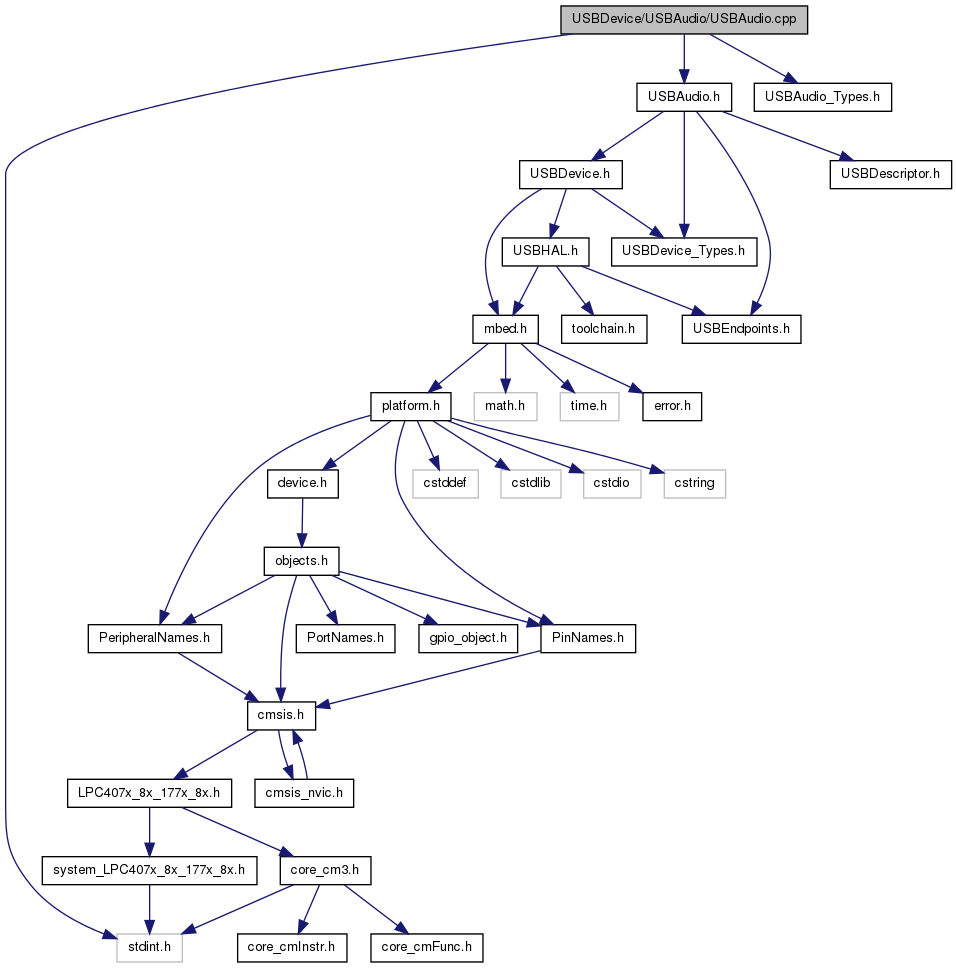 USBDevice/USBAudio/USBAudio.cpp
USBAudio.h
USBAudio_Types.h
USBDevice.h
USBDescriptor.h
USBHAL.h
USBDevice_Types.h
mbed.h
toolchain.h
USBEndpoints.h
platform.h
math.h
time.h
error.h
device.h
cstddef
cstdlib
cstdio
cstring
objects.h
PeripheralNames.h
PortNames.h
gpio_object.h
PinNames.h
cmsis.h
LPC407x_8x_177x_8x.h
cmsis_nvic.h
system_LPC407x_8x_177x_8x.h
core_cm3.h
stdint.h
core_cmInstr.h
core_cmFunc.h